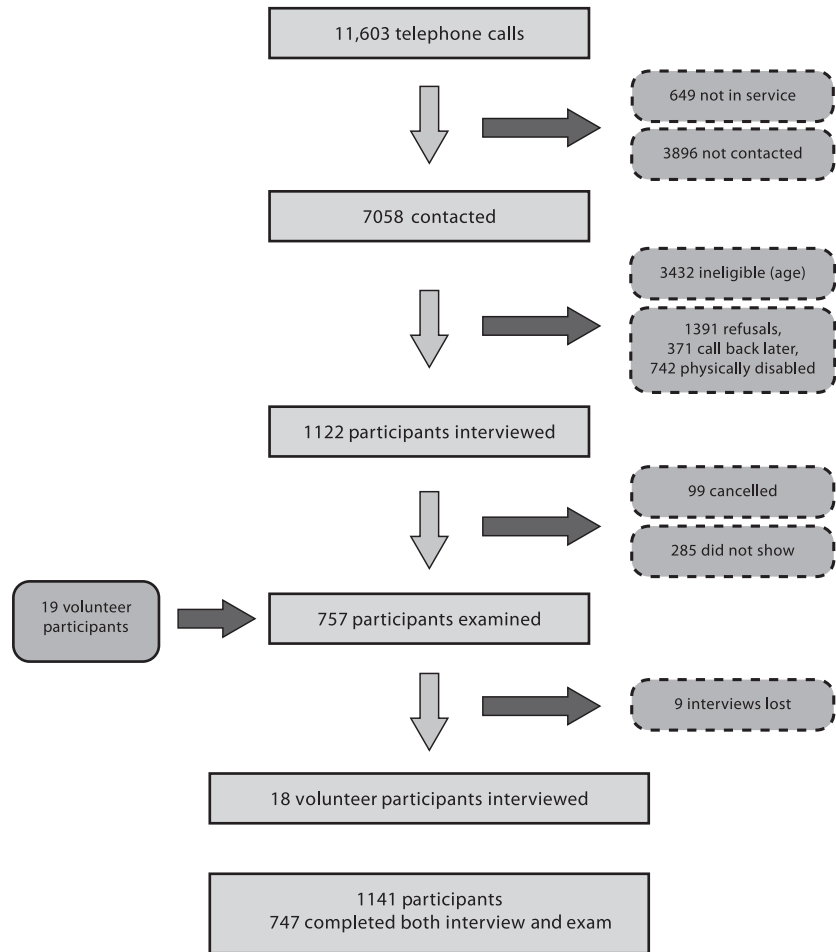 11,603 telephone calls
649 not in service
3896 not contacted
7058 contacted
3432 ineligible (age)
1391 refusals,
371 call back later,
742 physically disabled
1122 participants interviewed
99 cancelled
285 did not show
19 volunteer
participants
757 participants examined
9 interviews lost
18 volunteer participants interviewed
1141 participants
747 completed both interview and exam